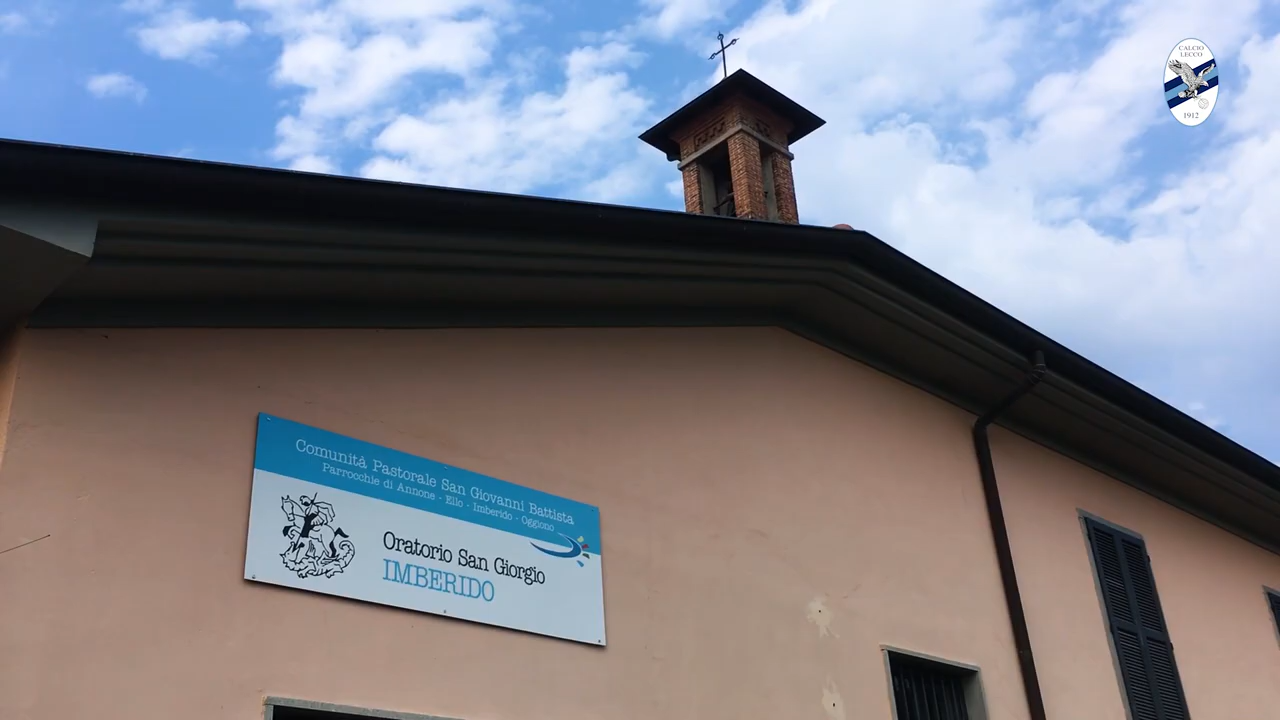 CALCIO
LECCO
1912
Comunità Pastorale San Giovanni Battista
Parrocchie di Annone - Ello - Imberido - Oggiono
Oratorio San Giorgio
IMBERIDO